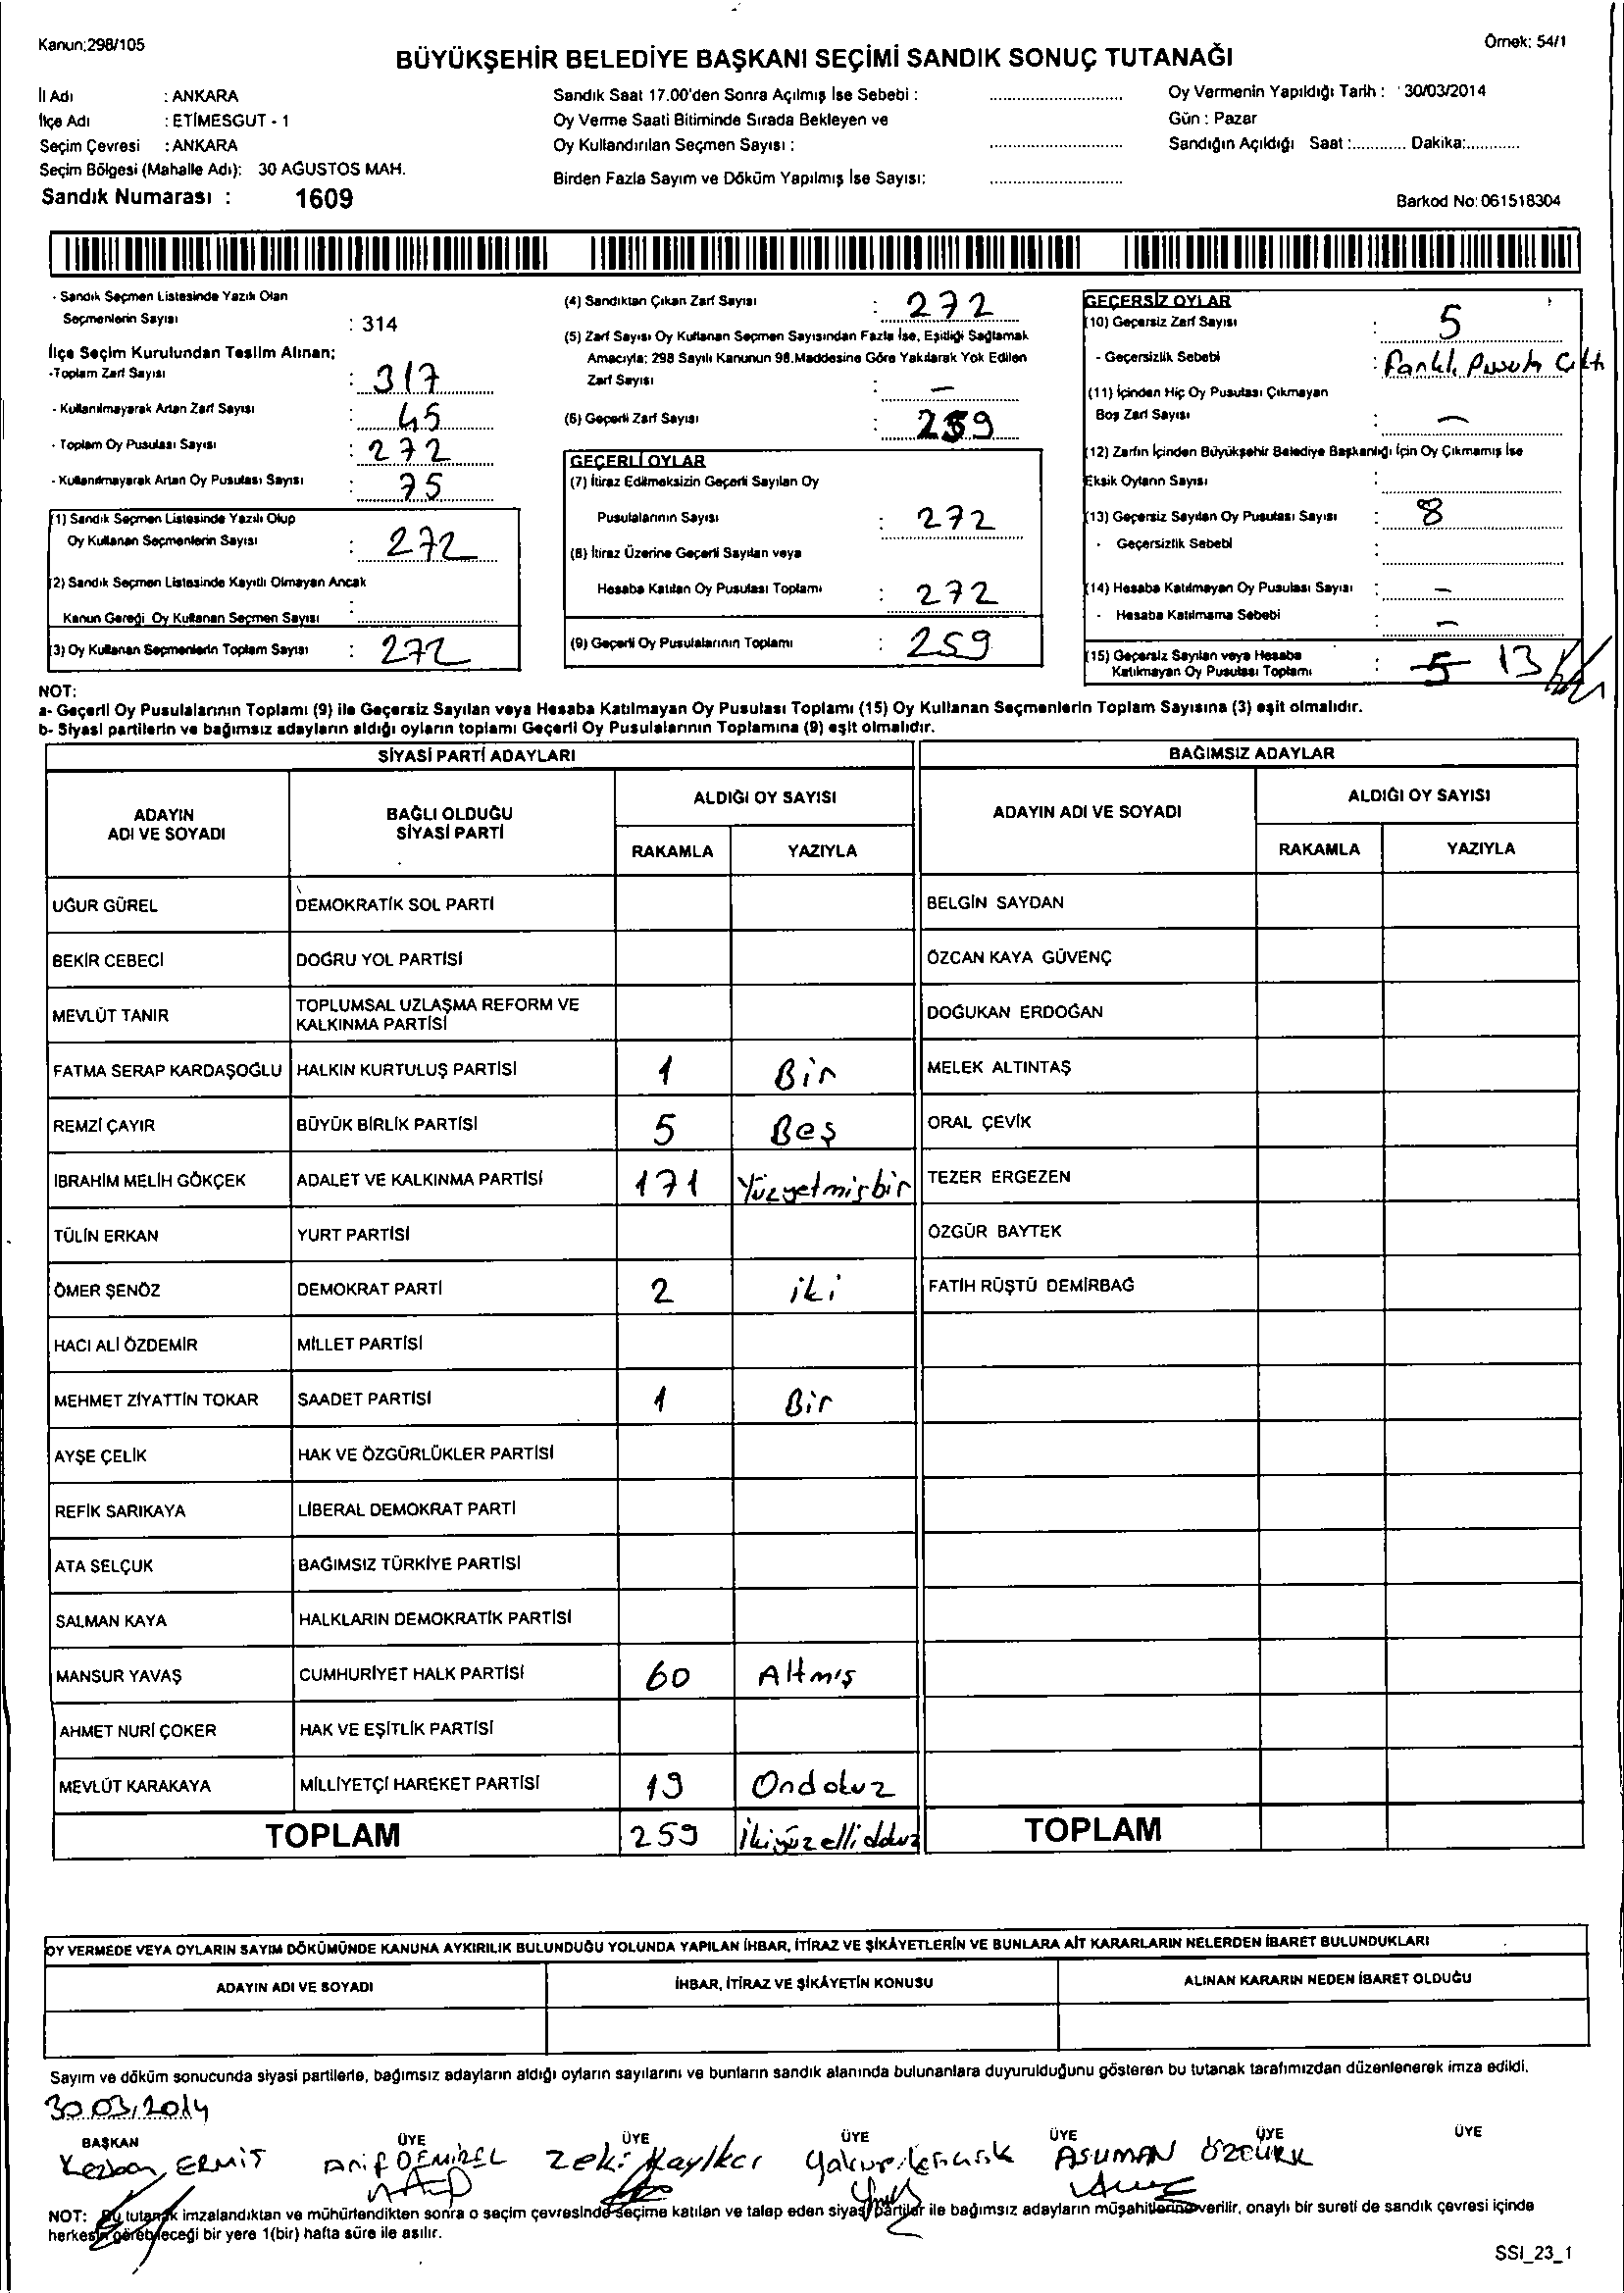 Kanun:298/105
Örnek: 54/1
BÜYÜKŞEHİR BELEDİYE BAŞKANI SEÇİMİ SANDIK SONUÇ TUTANAĞI
İl Adı : ANKARA
İlçe Adı : ETİMESGUT - 1
Seçim Çevresi : ANKARA
Seçim Bölgesi (Mahalle Adı): 30 AĞUSTOS MAH.
Sandık Numarası : 1609
Sandık Saat 17.00'den Sonra Açılmış İse Sebebi :
Oy Verme Saati Bitiminde Sırada Bekleyen ve
Oy Kullandırılan Seçmen Sayısı :
Birden Fazla Sayım ve Döküm Yapılmış İse Sayısı:
Oy Vermenin Yapıldığı Tarih : 30/03/2014
Gün : Pazar
Sandığın Açıldığı Saat :............ Dakika:............
Barkod No: 061518304
- Sandık Seçmen Listesinde Yazılı Olan
Seçmenlerin Sayısı : 314
İlçe Seçim Kurulundan Teslim Alınan;
-Toplam Zarf Sayısı : 317
- Kullanılmayarak Artan Zarf Sayısı : 45
- Toplam Oy Pusulası Sayısı : 272
- Kullanılmayarak Artan Oy Pusulası Sayısı : 75
(1) Sandık Seçmen Listesinde Yazılı Olup
Oy Kullanan Seçmenlerin Sayısı : 272
(2) Sandık Seçmen Listesinde Kayıtlı Olmayan Ancak
Kanun Gereği Oy Kullanan Seçmen Sayısı :
(3) Oy Kullanan Seçmenlerin Toplam Sayısı : 272
(4) Sandıktan Çıkan Zarf Sayısı : 272
(5) Zarf Sayısı Oy Kullanan Seçmen Sayısından Fazla İse, Eşitliği Sağlamak
Amacıyla; 298 Sayılı Kanunun 98.Maddesine Göre Yakılarak Yok Edilen
Zarf Sayısı : —
(6) Geçerli Zarf Sayısı : 259
GEÇERLİ OYLAR
(7) İtiraz Edilmeksizin Geçerli Sayılan Oy
Pusulalarının Sayısı : 272
(8) İtiraz Üzerine Geçerli Sayılan veya
Hesaba Katılan Oy Pusulası Toplamı : 272
(9) Geçerli Oy Pusulalarının Toplamı : 259
GEÇERSİZ OYLAR
(10) Geçersiz Zarf Sayısı : 5
- Geçersizlik Sebebi : Farklı Pusula Çıktı
(11) İçinden Hiç Oy Pusulası Çıkmayan
Boş Zarf Sayısı : —
(12) Zarfın İçinden Büyükşehir Belediye Başkanlığı İçin Oy Çıkmamış İse
Eksik Oyların Sayısı :
(13) Geçersiz Sayılan Oy Pusulası Sayısı : 8
- Geçersizlik Sebebi :
(14) Hesaba Katılmayan Oy Pusulası Sayısı : —
- Hesaba Katılmama Sebebi : —
(15) Geçersiz Sayılan veya Hesaba
Katılmayan Oy Pusulası Toplamı : 5 13
NOT:
a- Geçerli Oy Pusulalarının Toplamı (9) ile Geçersiz Sayılan veya Hesaba Katılmayan Oy Pusulası Toplamı (15) Oy Kullanan Seçmenlerin Toplam Sayısına (3) eşit olmalıdır.
b- Siyasi partilerin ve bağımsız adayların aldığı oyların toplamı Geçerli Oy Pusulalarının Toplamına (9) eşit olmalıdır.
SİYASİ PARTİ ADAYLARI
BAĞIMSIZ ADAYLAR
ADAYIN ADI VE SOYADI
BAĞLI OLDUĞU SİYASİ PARTİ
ALDIĞI OY SAYISI
RAKAMLA YAZIYLA
ADAYIN ADI VE SOYADI
ALDIĞI OY SAYISI
RAKAMLA YAZIYLA
UĞUR GÜREL DEMOKRATİK SOL PARTİ BELGİN SAYDAN
BEKİR CEBECİ DOĞRU YOL PARTİSİ ÖZCAN KAYA GÜVENÇ
MEVLÜT TANIR TOPLUMSAL UZLAŞMA REFORM VE KALKINMA PARTİSİ DOĞUKAN ERDOĞAN
FATMA SERAP KARDAŞOĞLU HALKIN KURTULUŞ PARTİSİ 1 Bir MELEK ALTINTAŞ
REMZİ ÇAYIR BÜYÜK BİRLİK PARTİSİ 5 Beş ORAL ÇEVİK
İBRAHİM MELİH GÖKÇEK ADALET VE KALKINMA PARTİSİ 171 Yüzyetmişbir TEZER ERGEZEN
TÜLİN ERKAN YURT PARTİSİ ÖZGÜR BAYTEK
ÖMER ŞENÖZ DEMOKRAT PARTİ 2 iki FATİH RÜŞTÜ DEMİRBAĞ
HACI ALİ ÖZDEMİR MİLLET PARTİSİ
MEHMET ZİYATTİN TOKAR SAADET PARTİSİ 1 Bir
AYŞE ÇELİK HAK VE ÖZGÜRLÜKLER PARTİSİ
REFİK SARIKAYA LİBERAL DEMOKRAT PARTİ
ATA SELÇUK BAĞIMSIZ TÜRKİYE PARTİSİ
SALMAN KAYA HALKLARIN DEMOKRATİK PARTİSİ
MANSUR YAVAŞ CUMHURİYET HALK PARTİSİ 60 Altmış
AHMET NURİ ÇOKER HAK VE EŞİTLİK PARTİSİ
MEVLÜT KARAKAYA MİLLİYETÇİ HAREKET PARTİSİ 19 Ondokuz
TOPLAM 259 İkiyüzellidokuz TOPLAM
OY VERMEDE VEYA OYLARIN SAYIM DÖKÜMÜNDE KANUNA AYKIRILIK BULUNDUĞU YOLUNDA YAPILAN İHBAR, İTİRAZ VE ŞİKÂYETLERİN VE BUNLARA AİT KARARLARIN NELERDEN İBARET BULUNDUKLARI
ADAYIN ADI VE SOYADI İHBAR, İTİRAZ VE ŞİKÂYETİN KONUSU ALINAN KARARIN NEDEN İBARET OLDUĞU
Sayım ve döküm sonucunda siyasi partilerle, bağımsız adayların aldığı oyların sayılarını ve bunların sandık alanında bulunanlara duyurulduğunu gösteren bu tutanak tarafımızdan düzenlenerek imza edildi.
30.03.2014
BAŞKAN ÜYE ÜYE ÜYE ÜYE ÜYE ÜYE
ERMİŞ Arif DEMİREL Zeki Yakup ASUMAN ÖZTÜRK
NOT: Bu tutanak imzalandıktan ve mühürlendikten sonra o seçim çevresinde seçime katılan ve talep eden siyasi partiler ile bağımsız adayların müşahitlerine verilir, onaylı bir sureti de sandık çevresi içinde
herkesin görebileceği bir yere 1(bir) hafta süre ile asılır.
SSI_23_1